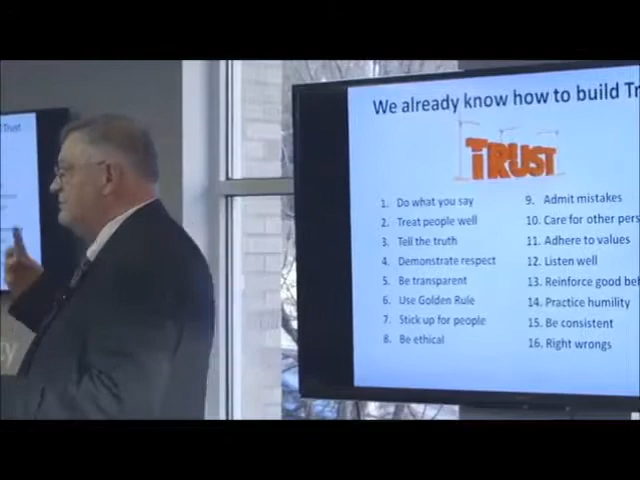 Trust
We already know how to build Tr
TRUST
1. Do what you say
2. Treat people well
3. Tell the truth
4. Demonstrate respect
5. Be transparent
6. Use Golden Rule
7. Stick up for people
8. Be ethical
9. Admit mistakes
10. Care for other pers
11. Adhere to values
12. Listen well
13. Reinforce good beh
14. Practice humility
15. Be consistent
16. Right wrongs
ty